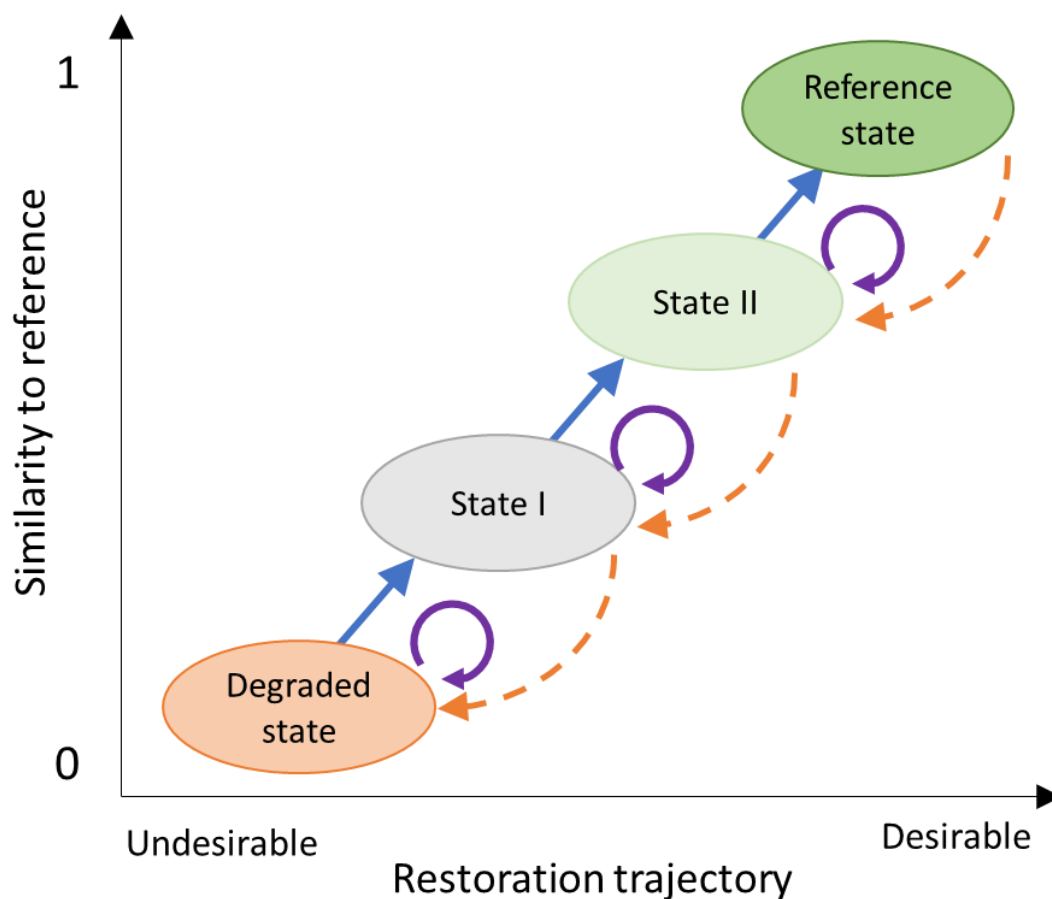 1
Reference
state
Similarity to reference
State II
State I
Degraded
state
0
Undesirable
Desirable
Restoration trajectory